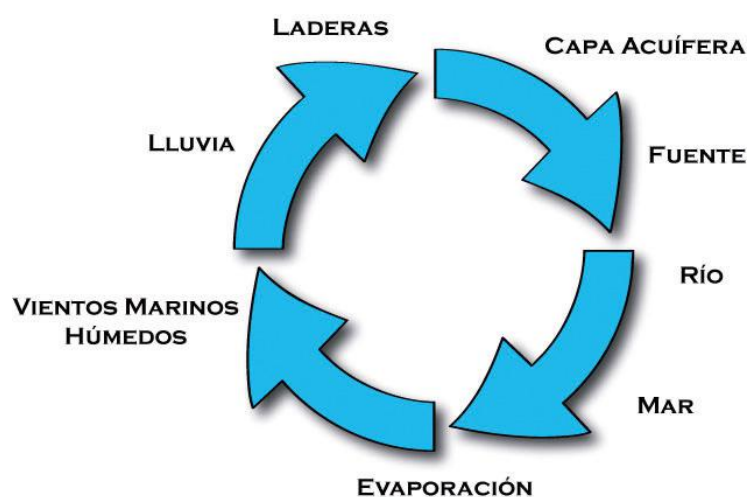 LADERAS
CAPA ACUÍFERA
LLUVIA
FUENTE
RÍO
VIENTOS MARINOS
HÚMEDOS
MAR
EVAPORACIÓN